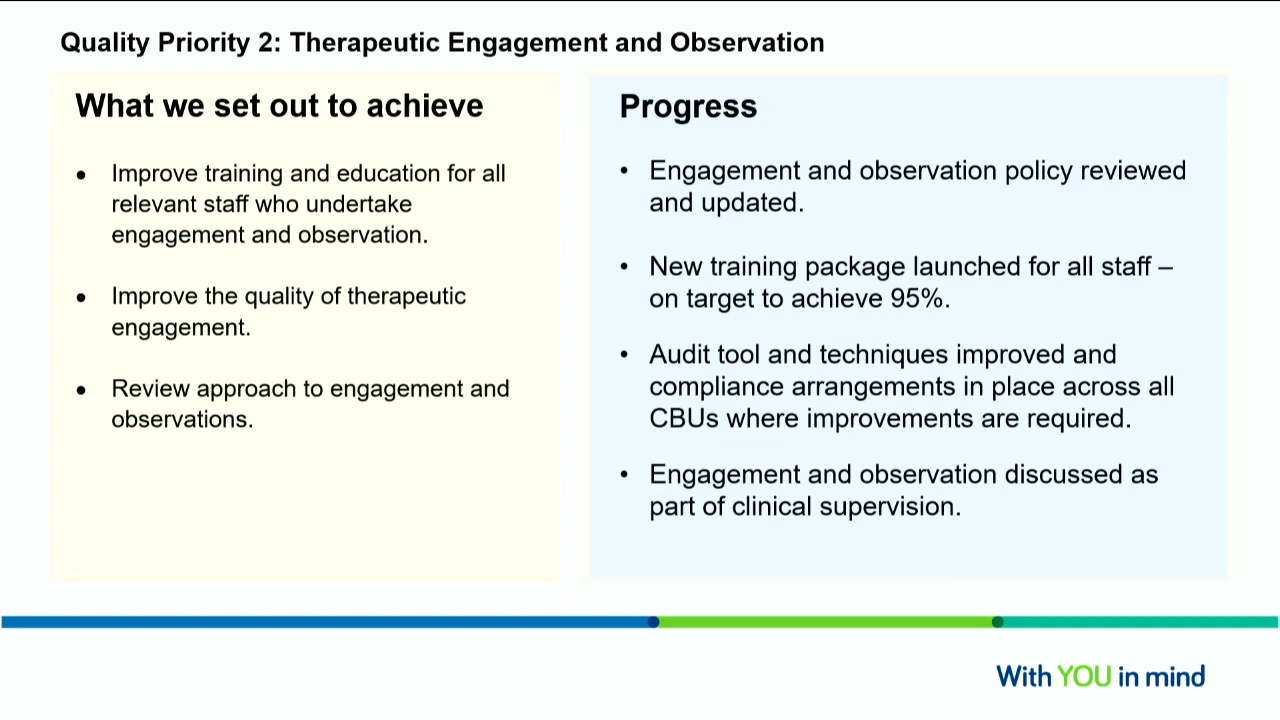 Quality Priority 2: Therapeutic Engagement and Observation
What we set out to achieve
• Improve training and education for all
relevant staff who undertake
engagement and observation.
• Improve the quality of therapeutic
engagement.
• Review approach to engagement and
observations.
Progress
• Engagement and observation policy reviewed
and updated.
• New training package launched for all staff –
on target to achieve 95%.
• Audit tool and techniques improved and
compliance arrangements in place across all
CBUs where improvements are required.
• Engagement and observation discussed as
part of clinical supervision.
With YOU in mind